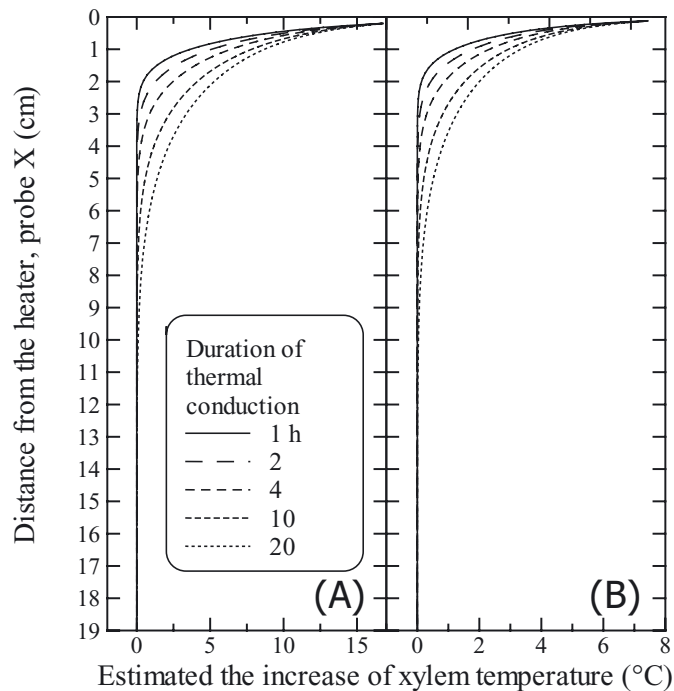 Distance from the heater, probe X (cm)
0
1
2
3
4
5
6
7
8
9
10
11
12
13
14
15
16
17
18
19
Duration of
thermal
conduction
1 h
2
4
10
20
(A)
(B)
0 5 10 15
0 2 4 6 8
Estimated the increase of xylem temperature (°C)